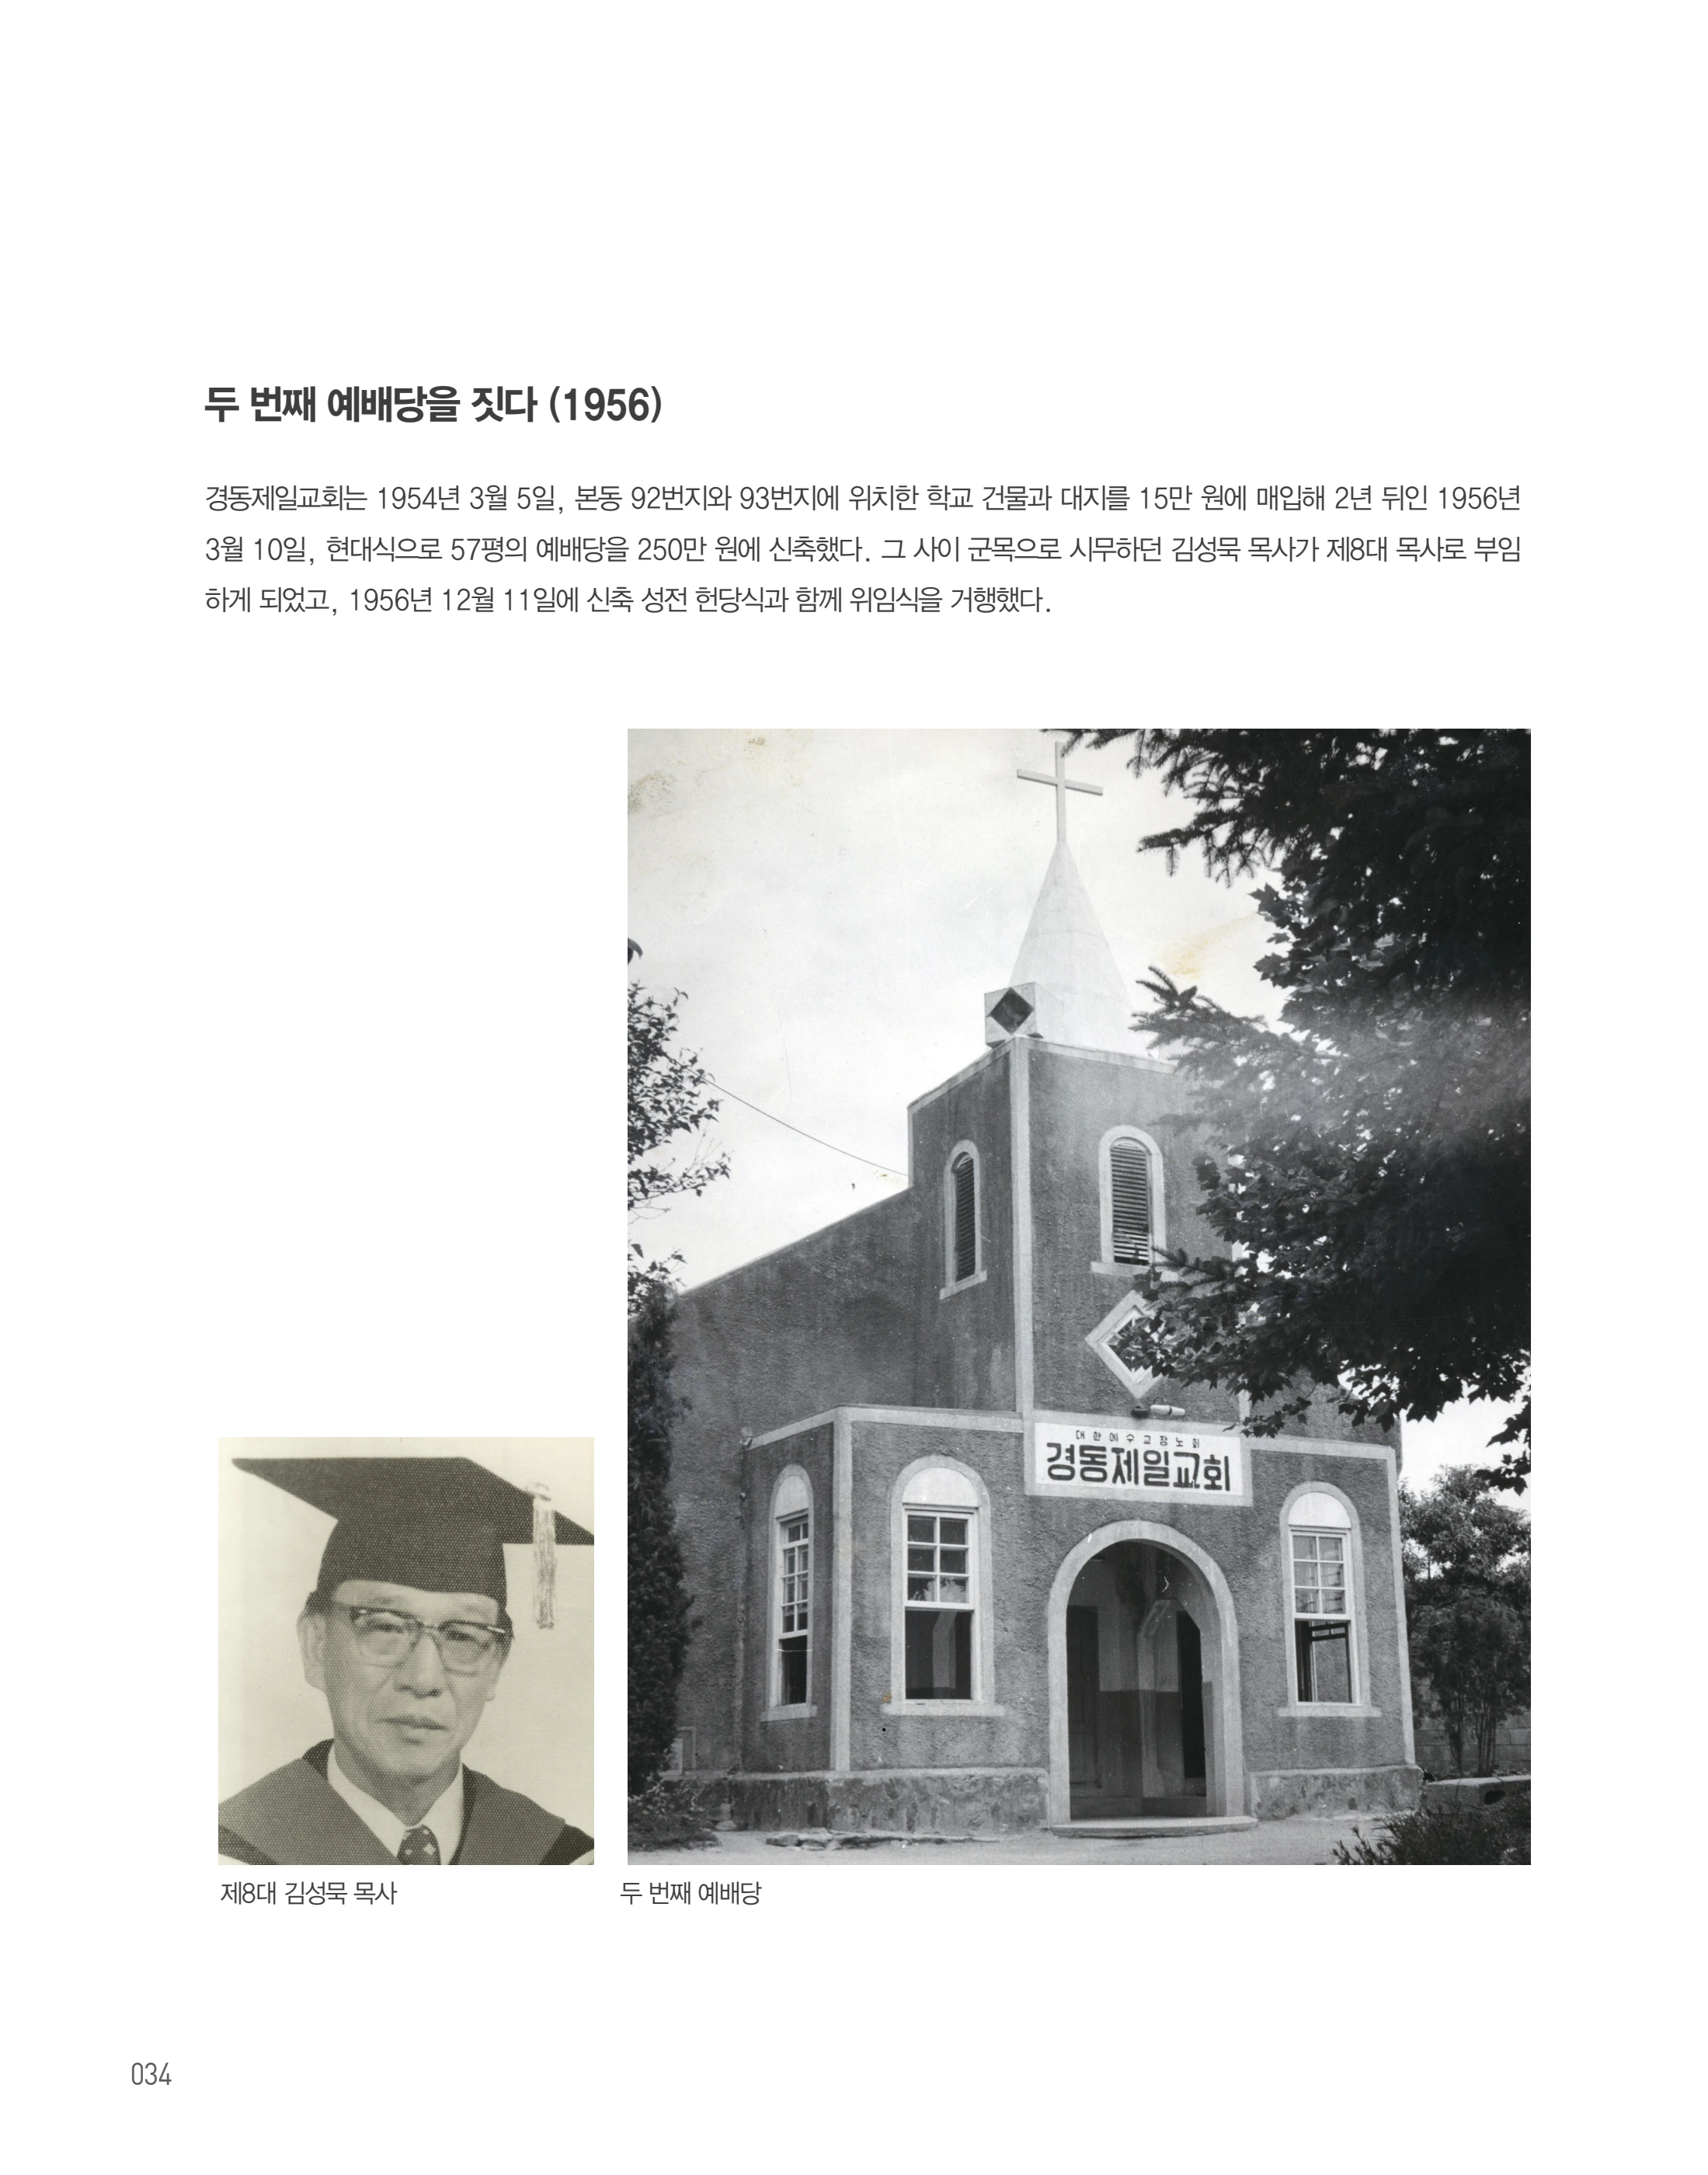 두 번째 예배당을 짓다 (1956)
경동제일교회는 1954년 3월 5일, 본동 92번지와 93번지에 위치한 학교 건물과 대지를 15만 원에 매입해 2년 뒤인 1956년
3월 10일, 현대식으로 57평의 예배당을 250만 원에 신축했다. 그 사이 군목으로 시무하던 김성묵 목사가 제8대 목사로 부임
하게 되었고, 1956년 12월 11일에 신축 성전 헌당식과 함께 위임식을 거행했다.
대한예수교장노회
경동제일교회
제8대 김성묵 목사
두 번째 예배당
034